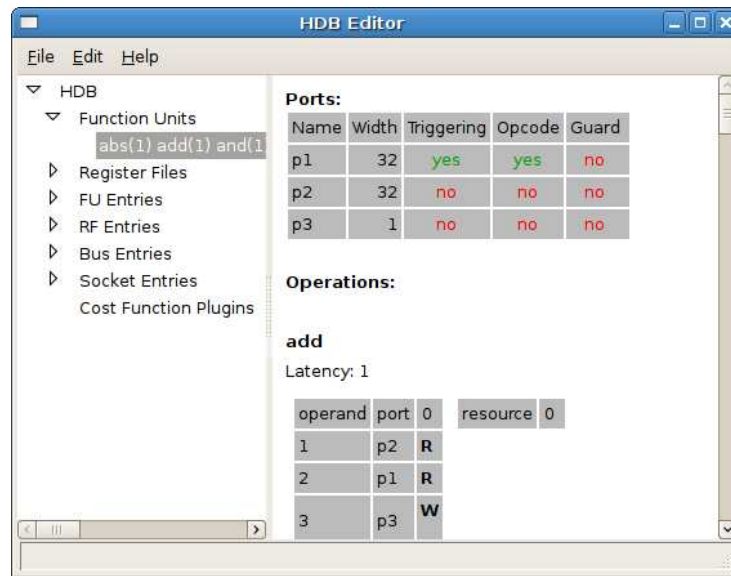 HDB Editor
File Edit Help
HDB
Function Units
abs(1) add(1) and(1
Register Files
FU Entries
RF Entries
Bus Entries
Socket Entries
Cost Function Plugins
Ports:
Name Width Triggering Opcode Guard
p1 32 yes yes no
p2 32 no no no
p3 1 no no no
Operations:
add
Latency: 1
operand port 0 resource 0
1 p2 R
2 p1 R
3 p3 W